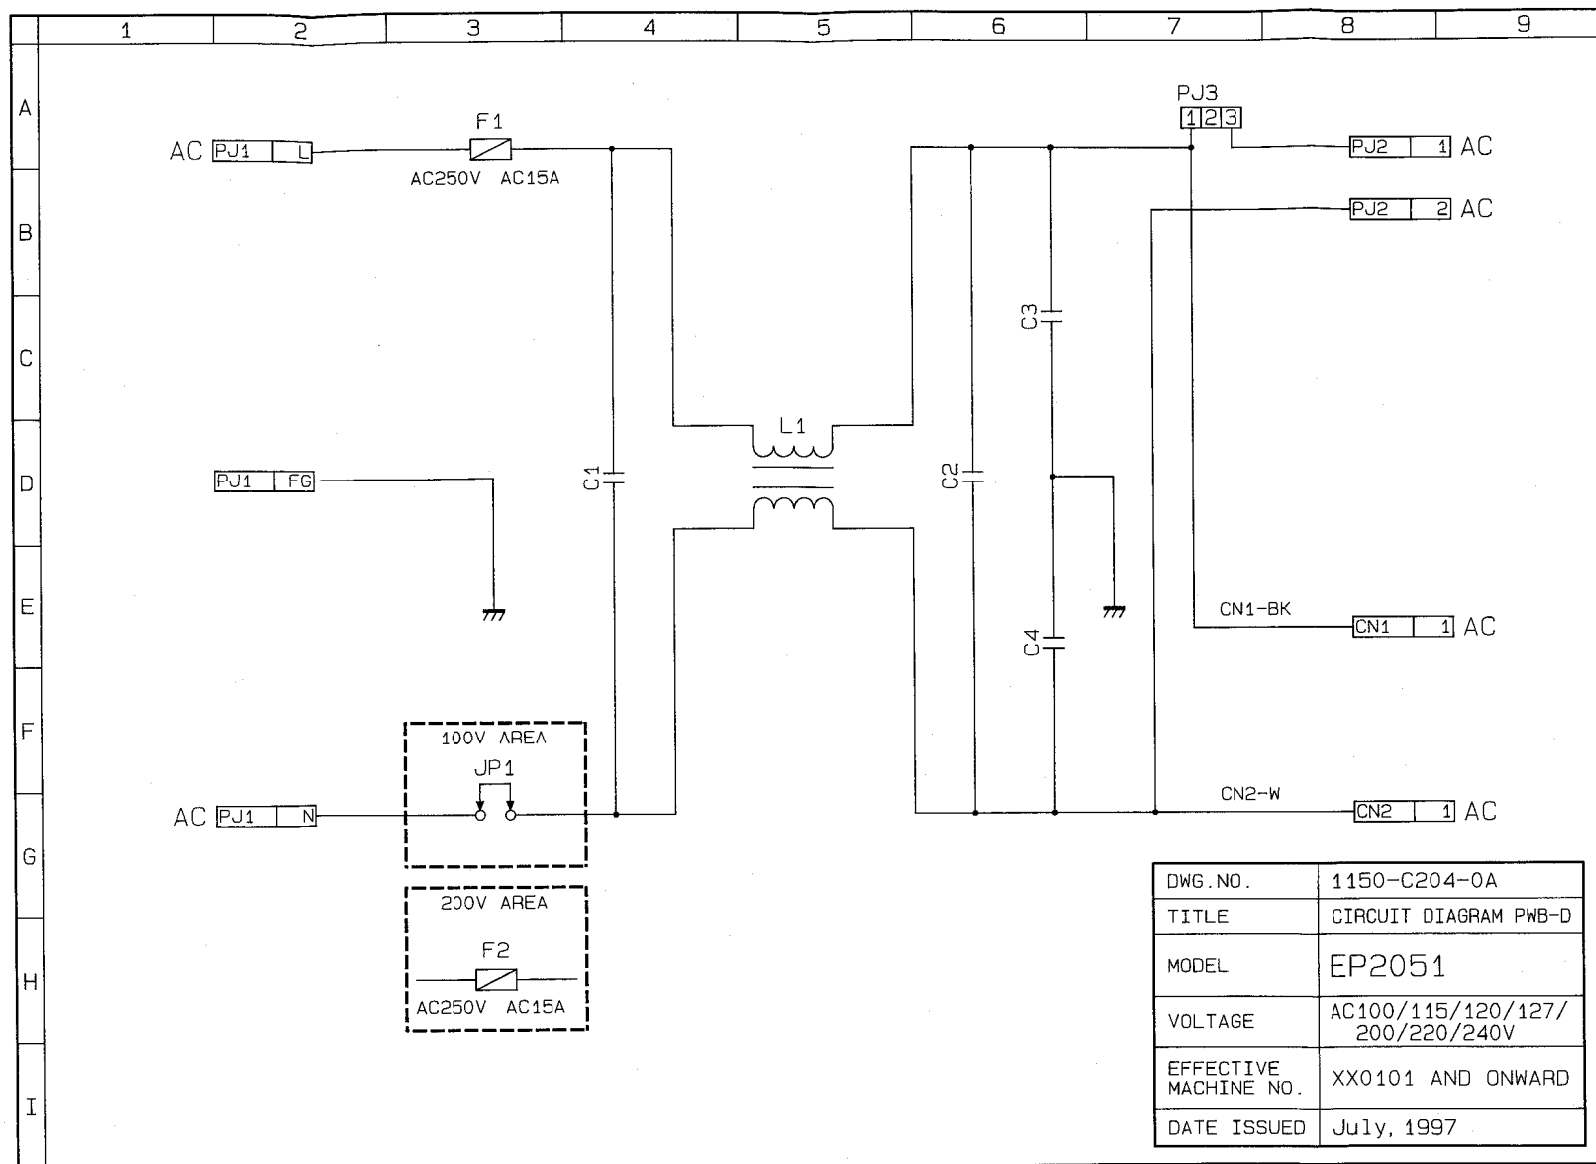 1 2 3 4 5 6 7 8 9
A
B
C
D
E
F
G
H
I
AC PJ1 L
F1
AC250V AC15A
PJ3
1 2 3
PJ2 1 AC
PJ2 2 AC
C3
L1
C1
C2
PJ1 FG
C4
CN1-BK
CN1 1 AC
100V AREA
JP1
AC PJ1 N
CN2-W
CN2 1 AC
200V AREA
F2
AC250V AC15A
DWG.NO. 1150-C204-0A
TITLE CIRCUIT DIAGRAM PWB-D
MODEL EP2051
VOLTAGE AC100/115/120/127/
200/220/240V
EFFECTIVE
MACHINE NO. XX0101 AND ONWARD
DATE ISSUED July, 1997